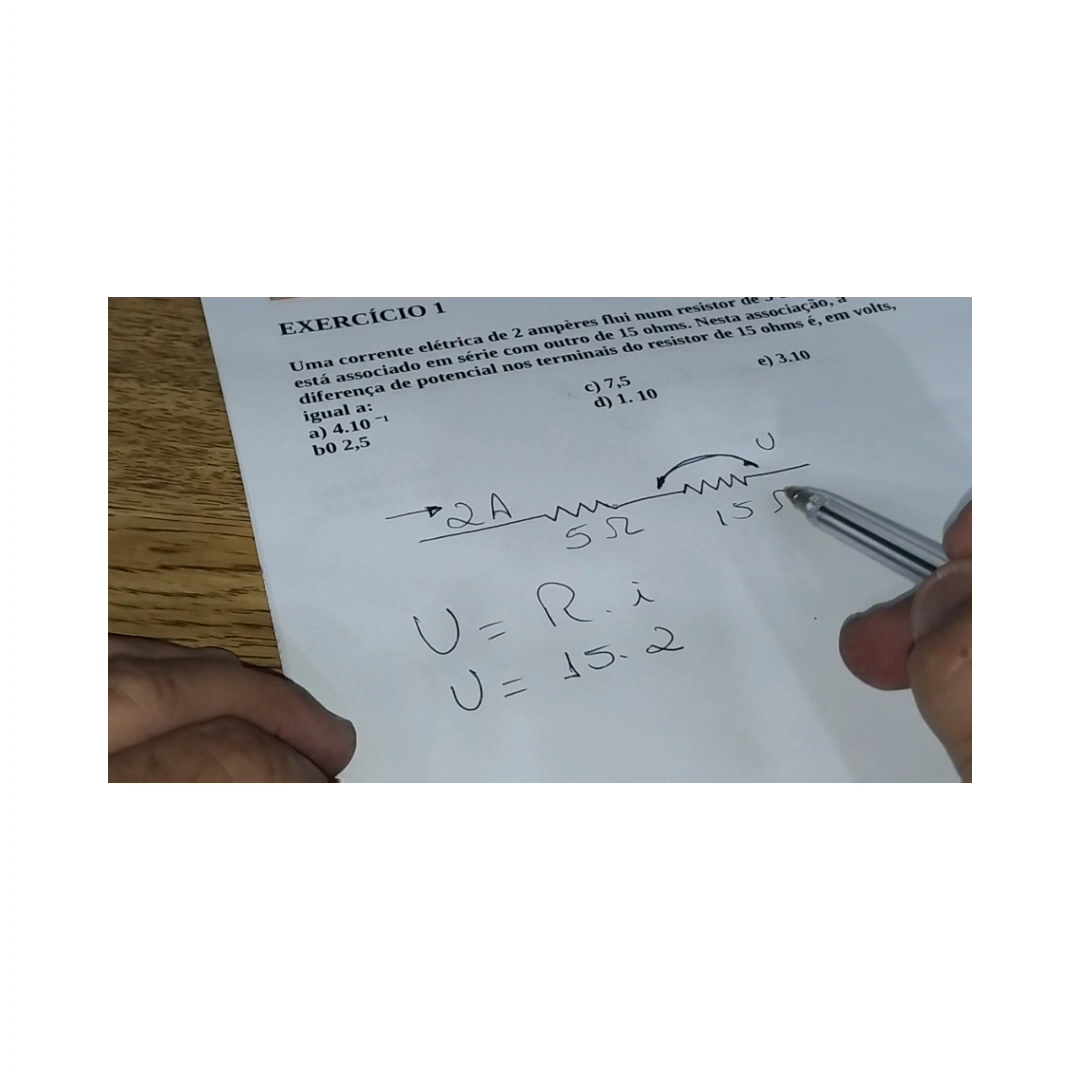 EXERCÍCIO 1
Uma corrente elétrica de 2 ampères flui num resistor de 5
está associado em série com outro de 15 ohms. Nesta associação, a
diferença de potencial nos terminais do resistor de 15 ohms é, em volts,
igual a:
a) 4.10 ⁻¹
b0 2,5
c) 7,5
d) 1. 10
e) 3.10
2A
5 Ω
U
15 Ω
U = R . i
U = 15. 2